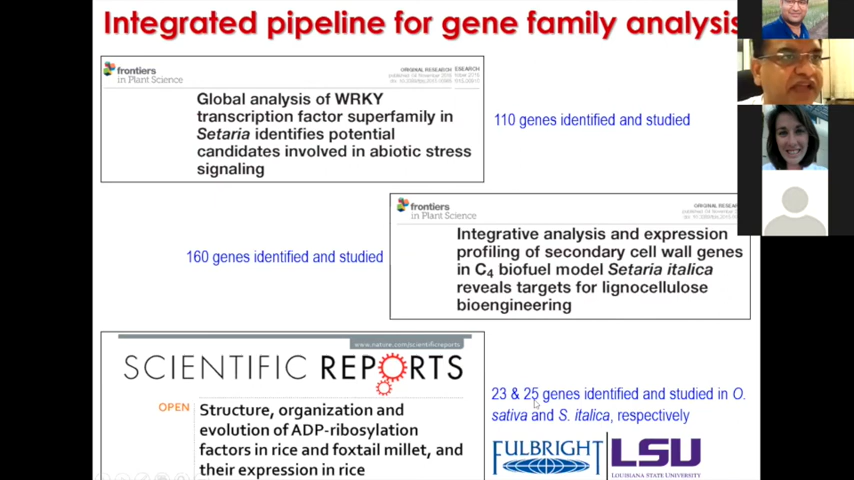 Integrated pipeline for gene family analysis
frontiers
in Plant Science
ORIGINAL RESEARCH
Global analysis of WRKY
transcription factor superfamily in
Setaria identifies potential
candidates involved in abiotic stress
signaling
110 genes identified and studied
frontiers
in Plant Science
Integrative analysis and expression
profiling of secondary cell wall genes
in C4 biofuel model Setaria italica
reveals targets for lignocellulose
bioengineering
160 genes identified and studied
www.nature.com/scientificreports
SCIENTIFIC REPORTS
OPEN
Structure, organization and
evolution of ADP-ribosylation
factors in rice and foxtail millet, and
their expression in rice
23 & 25 genes identified and studied in O.
sativa and S. italica, respectively
FULBRIGHT
LSU
LOUISIANA STATE UNIVERSITY